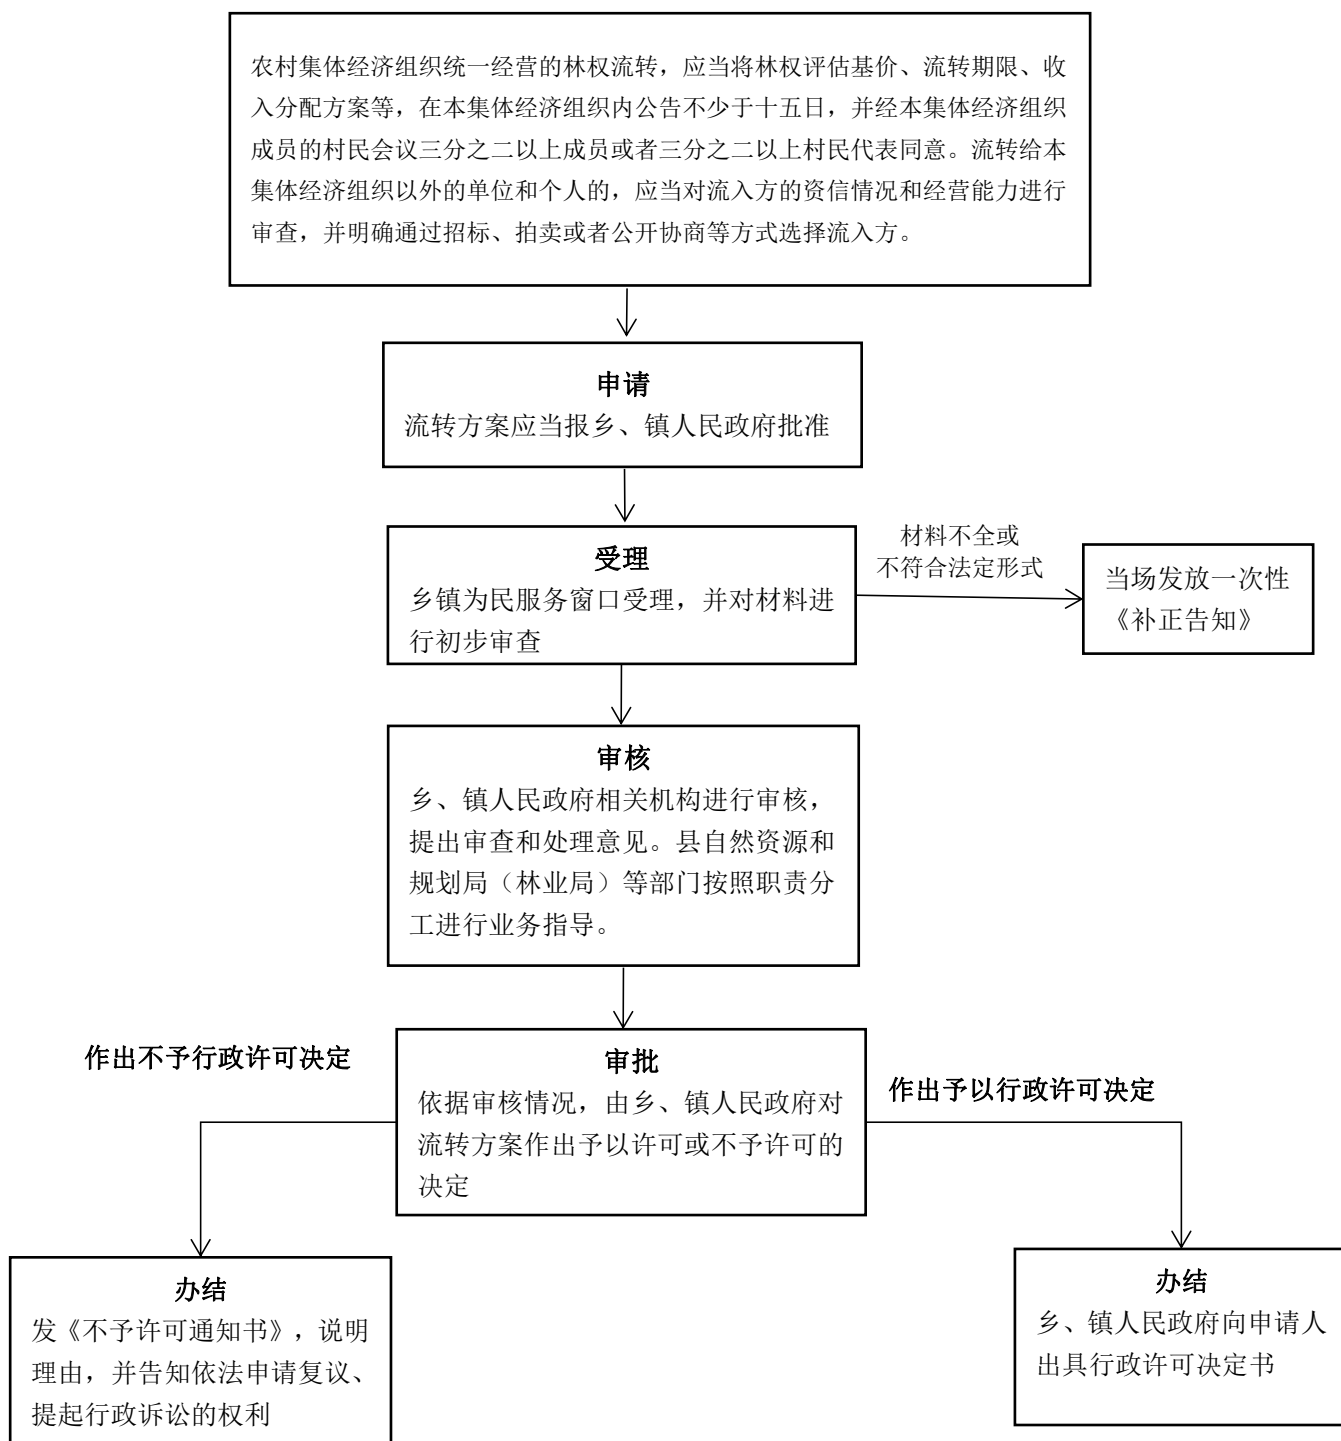 农村集体经济组织统一经营的林权流转，应当将林权评估基价、流转期限、收
入分配方案等，在本集体经济组织内公告不少于十五日，并经本集体经济组织
成员的村民会议三分之二以上成员或者三分之二以上村民代表同意。流转给本
集体经济组织以外的单位和个人的，应当对流入方的资信情况和经营能力进行
审查，并明确通过招标、拍卖或者公开协商等方式选择流入方。
申请
流转方案应当报乡、镇人民政府批准
受理
乡镇为民服务窗口受理，并对材料进
行初步审查
材料不全或
不符合法定形式
当场发放一次性
《补正告知》
审核
乡、镇人民政府相关机构进行审核，
提出审查和处理意见。县自然资源和
规划局（林业局）等部门按照职责分
工进行业务指导。
作出不予行政许可决定
审批
依据审核情况，由乡、镇人民政府对
流转方案作出予以许可或不予许可的
决定
作出予以行政许可决定
办结
发《不予许可通知书》，说明
理由，并告知依法申请复议、
提起行政诉讼的权利
办结
乡、镇人民政府向申请人
出具行政许可决定书